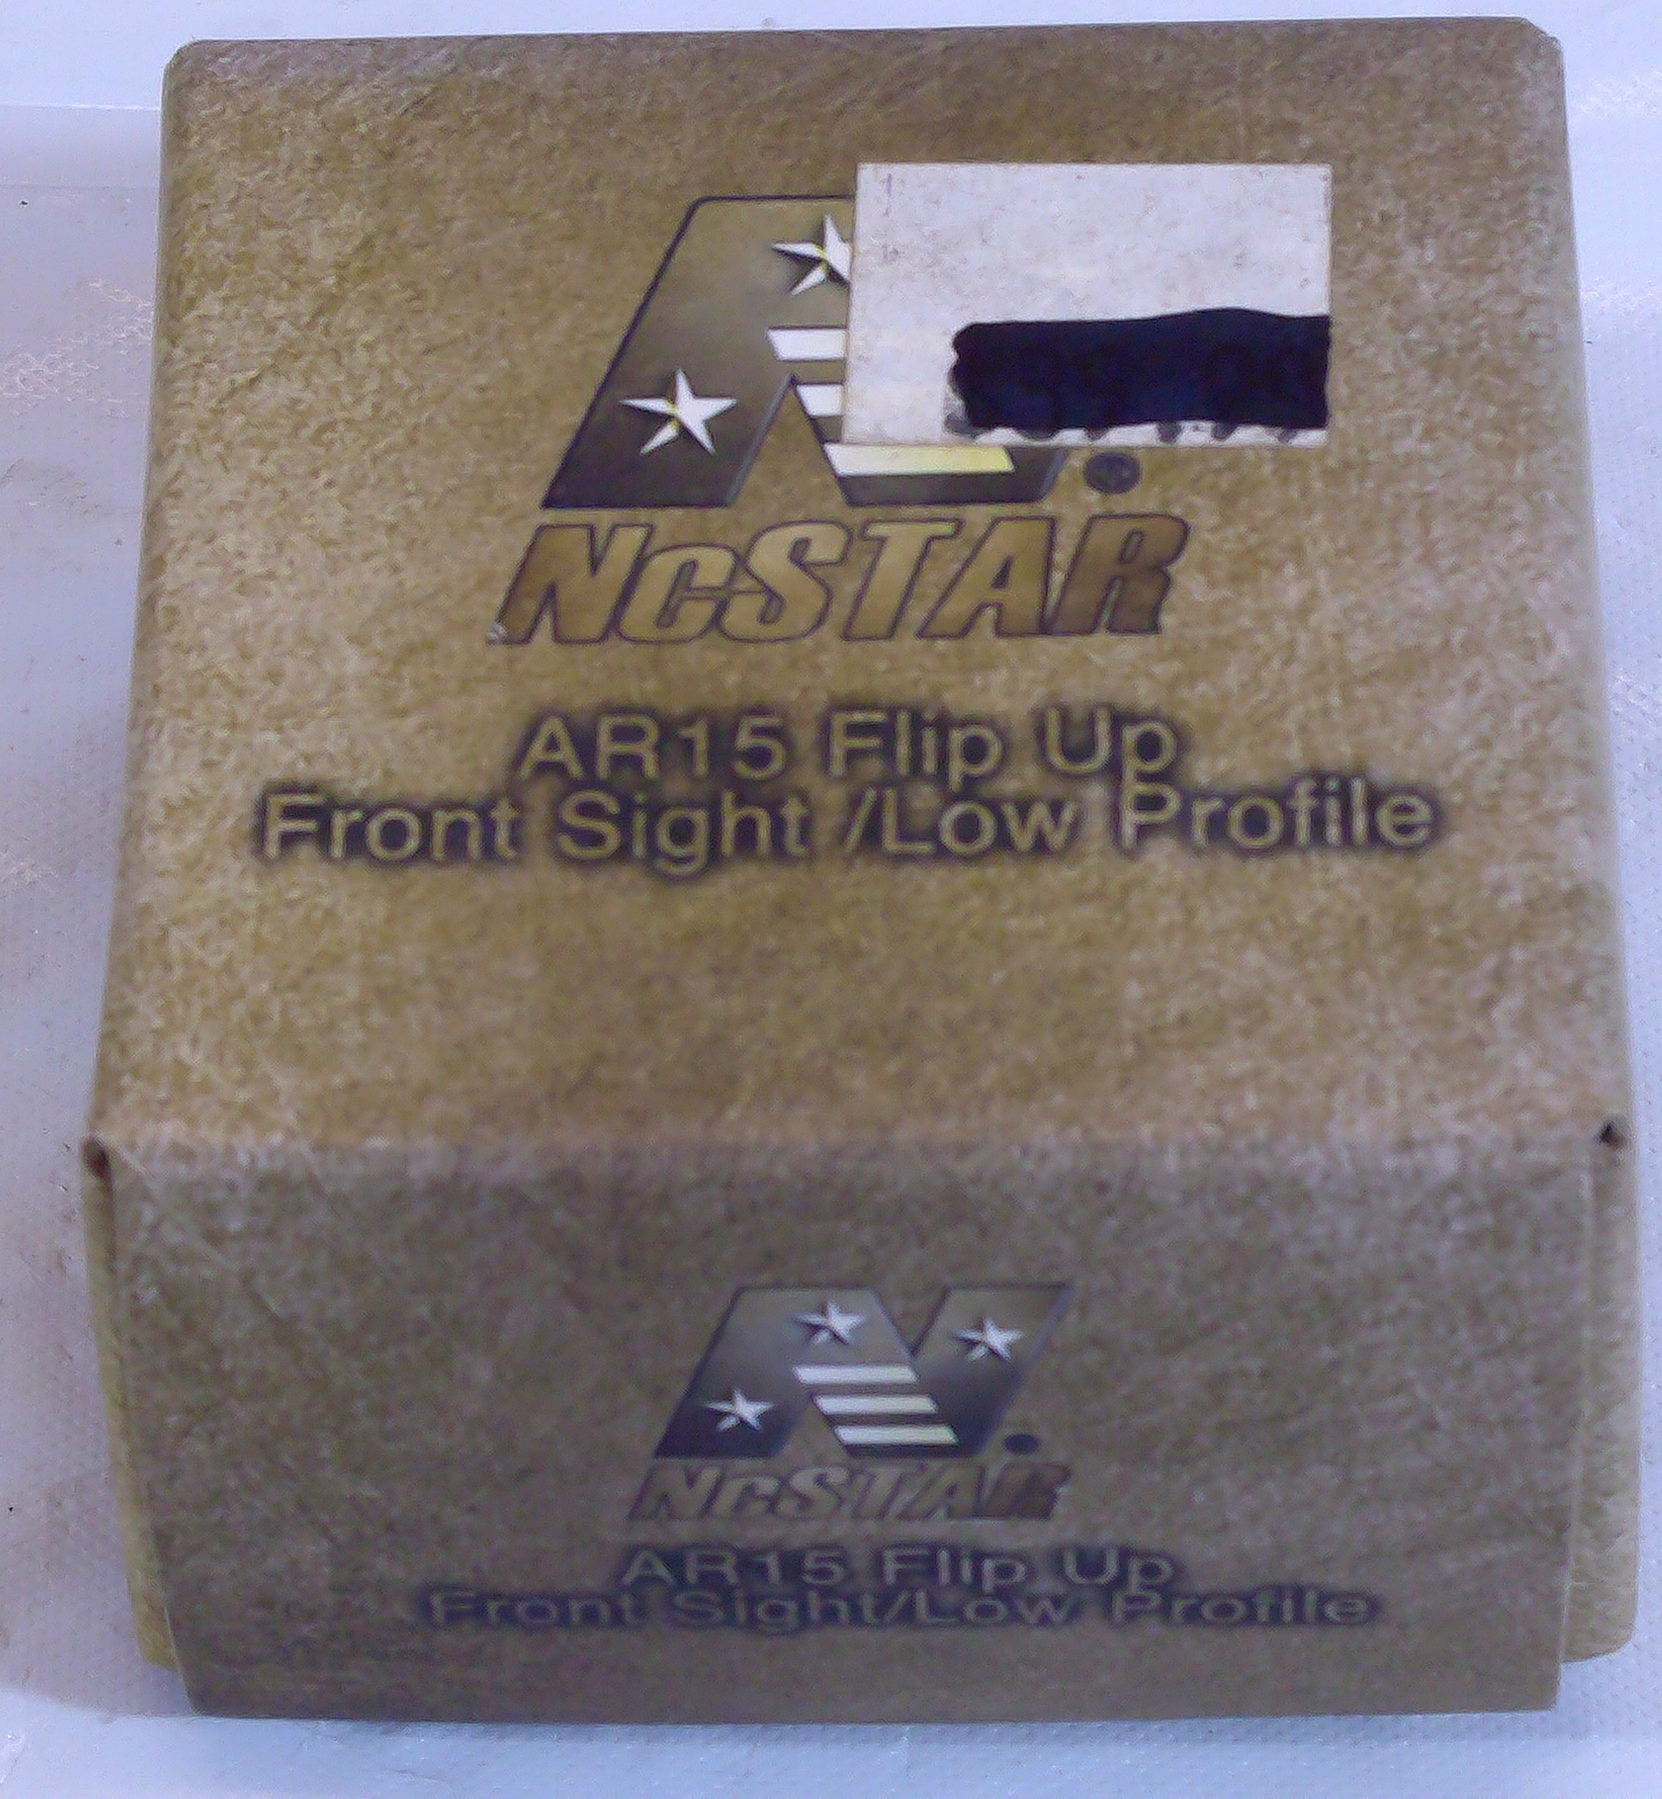 NcSTAR
AR15 Flip Up
Front Sight /Low Profile
NcSTAR
AR15 Flip Up
Front Sight/Low Profile